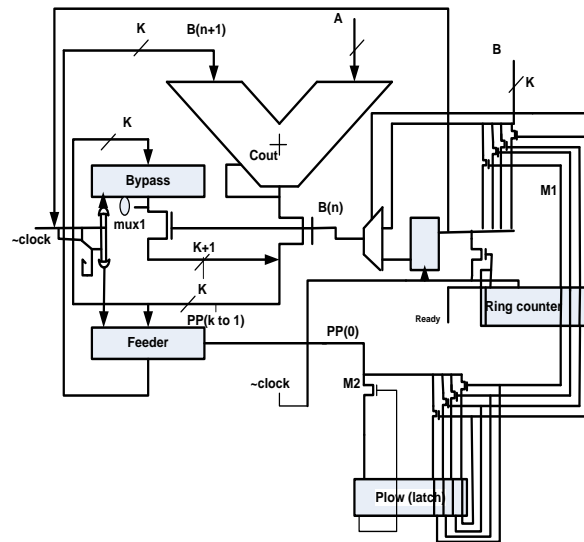 K
B(n+1)
A
B
K
K
Cout
Bypass
mux1
B(n)
M1
~clock
K+1
K
PP(k to 1)
Ready
Ring counter
Feeder
PP(0)
~clock
M2
Plow (latch)